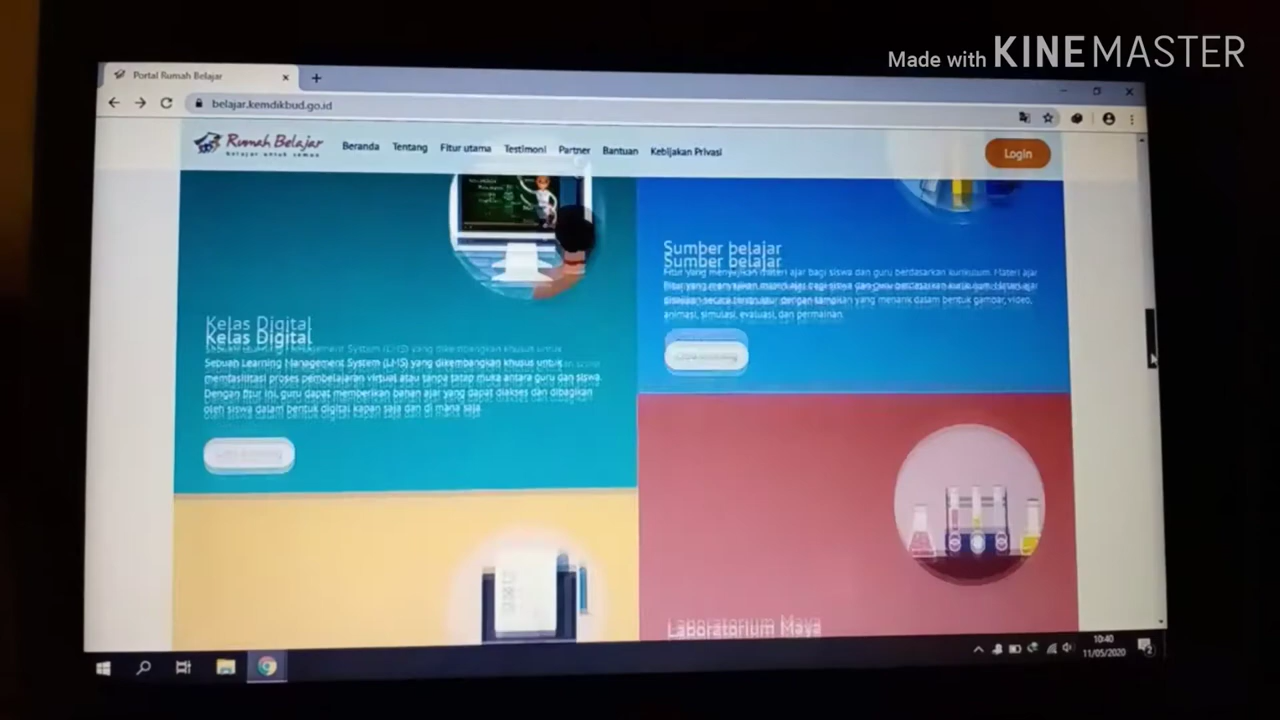 Made with KINEMASTER
Portal Rumah Belajar
belajar.kemdikbud.go.id
Rumah Belajar
belajar untuk semua
Beranda Tentang Fitur utama Testimoni Partner Bantuan Kebijakan Privasi
Login
Sumber belajar
Fitur yang menyajikan materi ajar bagi siswa dan guru berdasarkan kurikulum. Materi ajar
disajikan secara terstruktur dengan tampilan yang menarik dalam bentuk gambar, video,
animasi, simulasi, evaluasi, dan permainan.
Kelas Digital
Sebuah Learning Management System (LMS) yang dikembangkan khusus untuk
memfasilitasi proses pembelajaran virtual atau tanpa tatap muka antara guru dan siswa.
Dengan fitur ini, guru dapat memberikan bahan ajar yang dapat diakses dan dibagikan
oleh siswa dalam bentuk digital kapan saja dan di mana saja.
Laboratorium Maya
10:40
11/05/2020